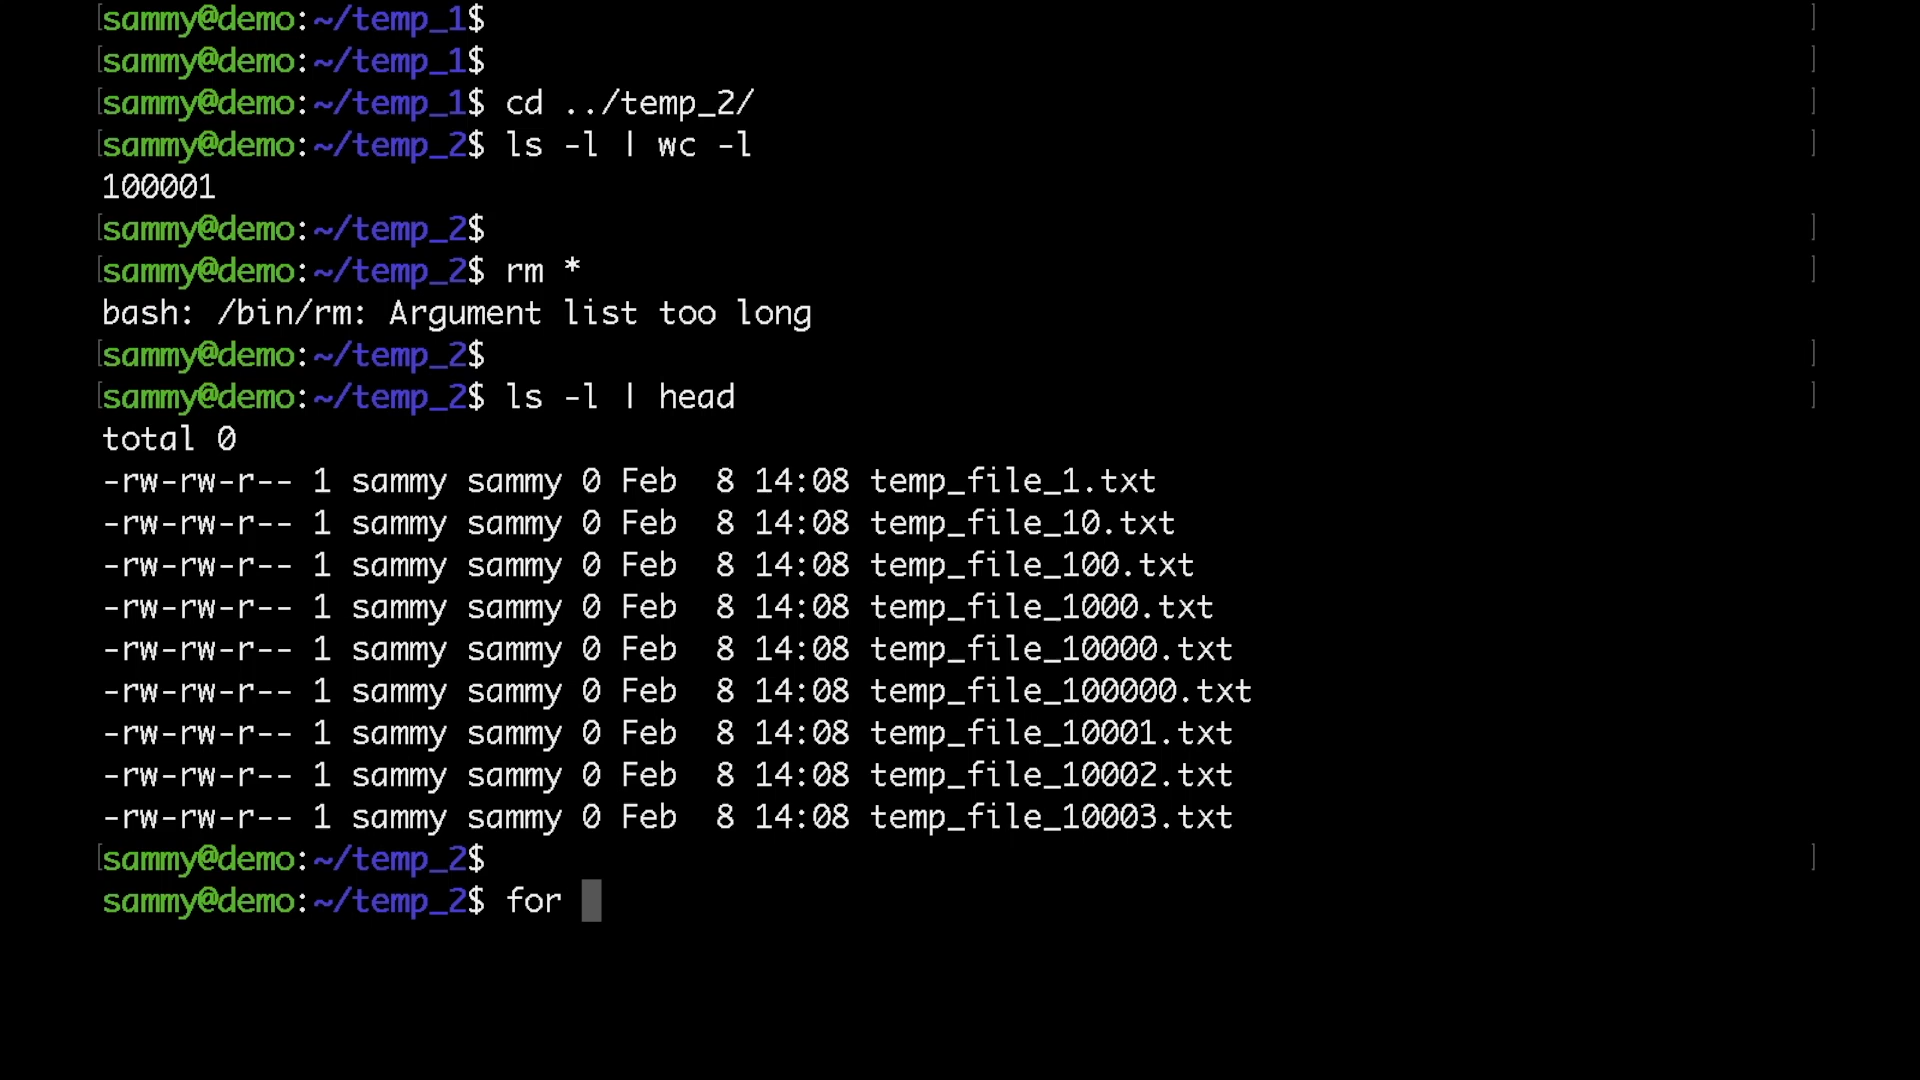 [sammy@demo:~/temp_1$ ]
[sammy@demo:~/temp_1$ ]
[sammy@demo:~/temp_1$ cd ../temp_2/ ]
[sammy@demo:~/temp_2$ ls -l | wc -l ]
100001
[sammy@demo:~/temp_2$ ]
[sammy@demo:~/temp_2$ rm * ]
bash: /bin/rm: Argument list too long
[sammy@demo:~/temp_2$ ]
[sammy@demo:~/temp_2$ ls -l | head ]
total 0
-rw-rw-r-- 1 sammy sammy 0 Feb  8 14:08 temp_file_1.txt
-rw-rw-r-- 1 sammy sammy 0 Feb  8 14:08 temp_file_10.txt
-rw-rw-r-- 1 sammy sammy 0 Feb  8 14:08 temp_file_100.txt
-rw-rw-r-- 1 sammy sammy 0 Feb  8 14:08 temp_file_1000.txt
-rw-rw-r-- 1 sammy sammy 0 Feb  8 14:08 temp_file_10000.txt
-rw-rw-r-- 1 sammy sammy 0 Feb  8 14:08 temp_file_100000.txt
-rw-rw-r-- 1 sammy sammy 0 Feb  8 14:08 temp_file_10001.txt
-rw-rw-r-- 1 sammy sammy 0 Feb  8 14:08 temp_file_10002.txt
-rw-rw-r-- 1 sammy sammy 0 Feb  8 14:08 temp_file_10003.txt
[sammy@demo:~/temp_2$ ]
sammy@demo:~/temp_2$ for